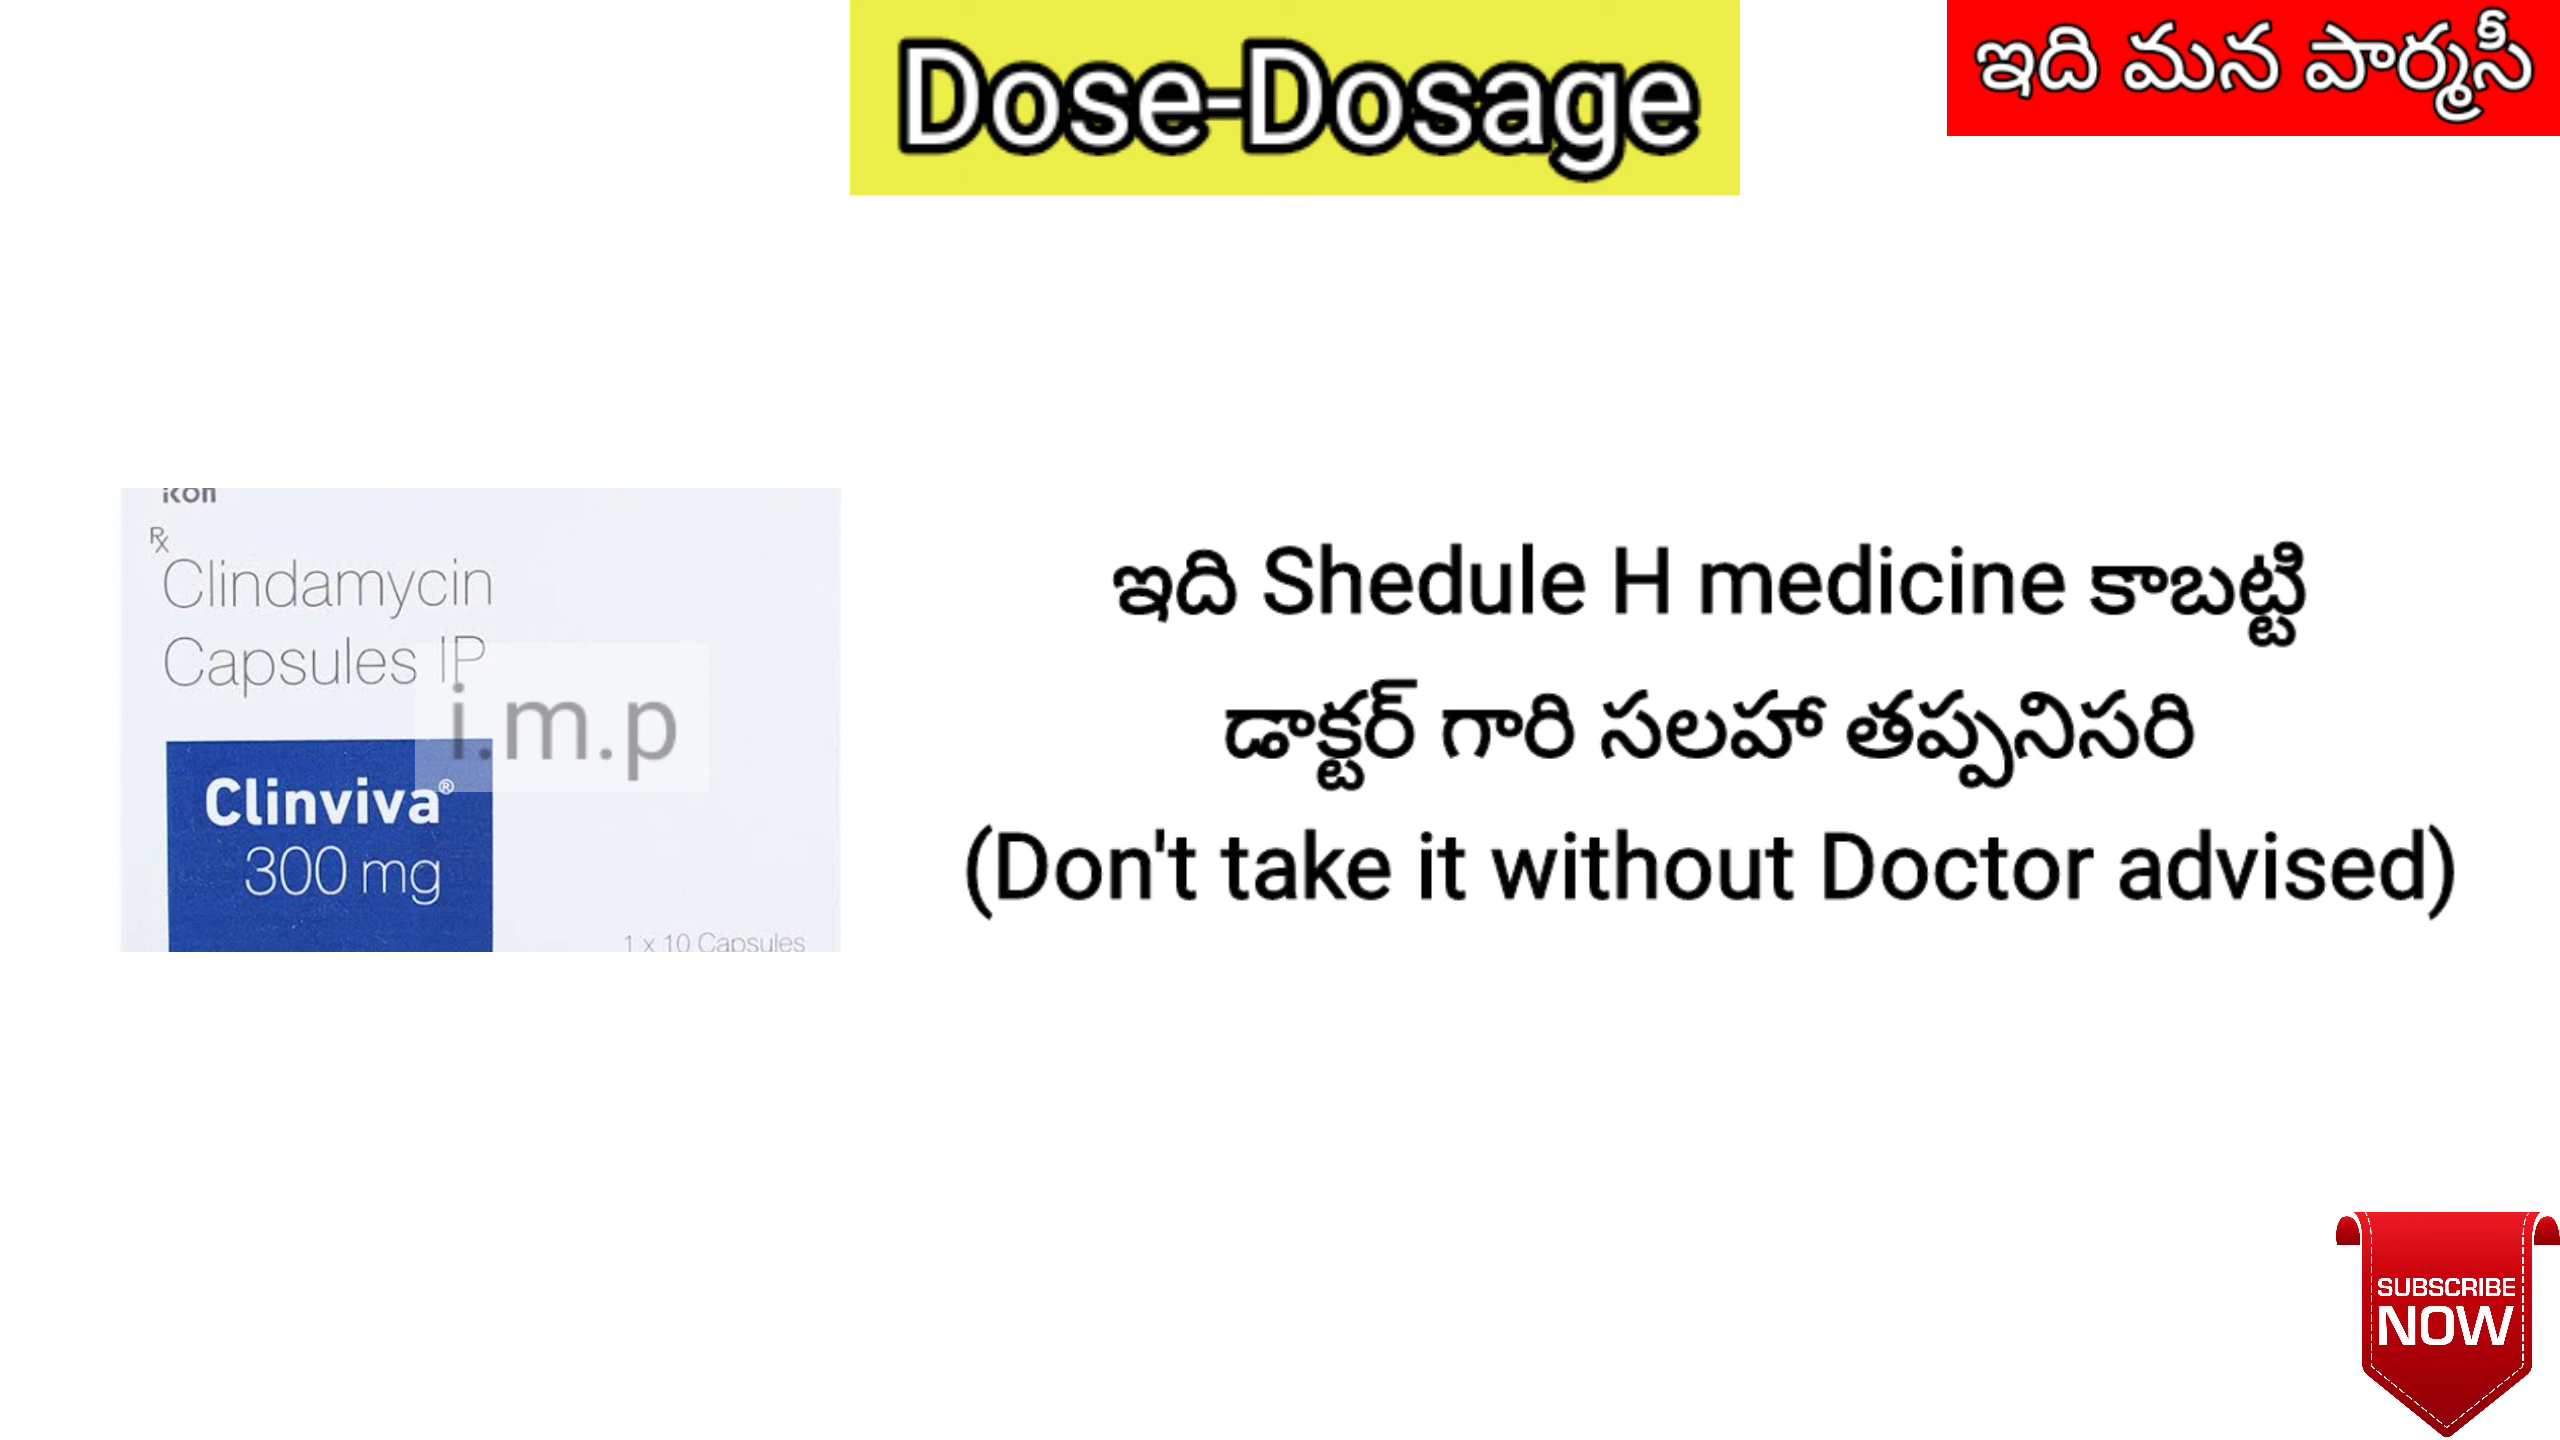 Dose-Dosage
ఇది మన పార్మసీ
ikon
Rx
Clindamycin
Capsules IP
i.m.p
Clinviva®
300 mg
1 x 10 Capsules
ఇది Shedule H medicine కాబట్టి
డాక్టర్ గారి సలహా తప్పనిసరి
(Don't take it without Doctor advised)
SUBSCRIBE
NOW